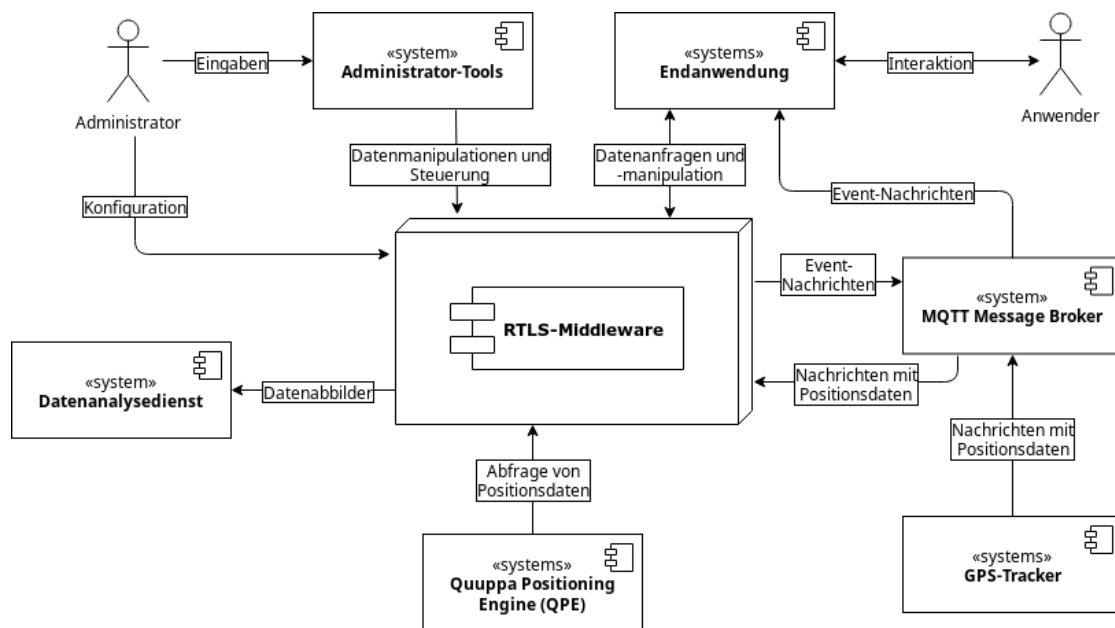 «system»
Administrator-Tools
«systems»
Endanwendung
Eingaben
Interaktion
Administrator
Anwender
Datenmanipulationen und
Steuerung
Datenanfragen und
-manipulation
Konfiguration
Event-Nachrichten
Event-
Nachrichten
«system»
MQTT Message Broker
RTLS-Middleware
«system»
Datenanalysedienst
Datenabbilder
Nachrichten mit
Positionsdaten
Nachrichten mit
Positionsdaten
Abfrage von
Positionsdaten
«systems»
Quuppa Positioning
Engine (QPE)
«systems»
GPS-Tracker